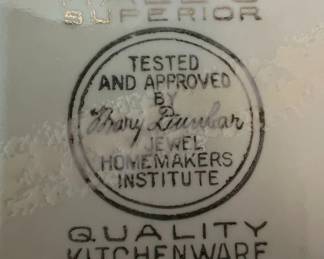 SUPERIOR
TESTED
AND APPROVED
BY
Mary Dunbar
JEWEL
HOMEMAKERS
INSTITUTE
QUALITY
KITCHENWARE